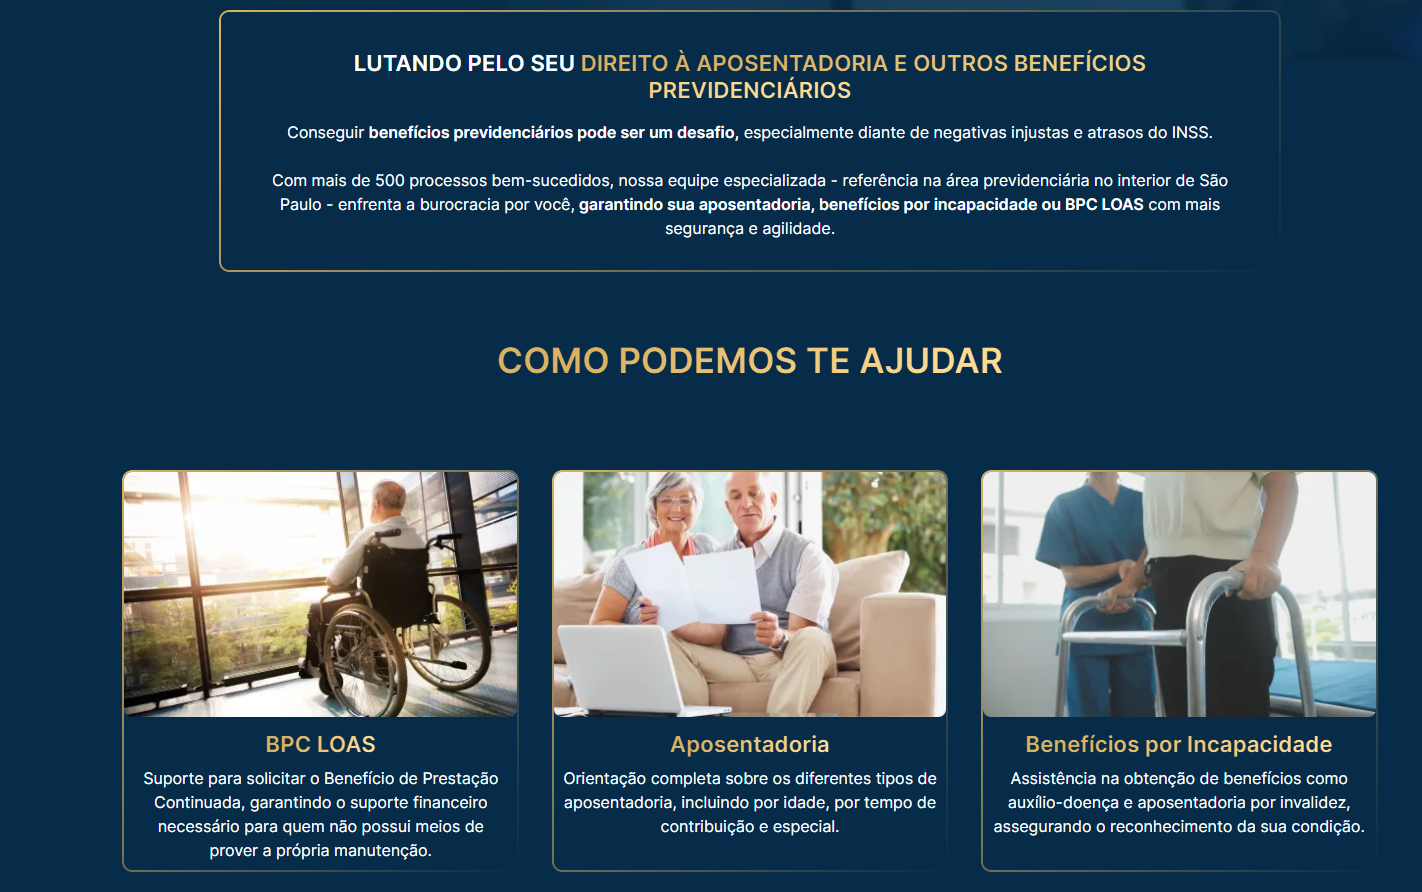 LUTANDO PELO SEU DIREITO À APOSENTADORIA E OUTROS BENEFÍCIOS
PREVIDENCIÁRIOS
Conseguir benefícios previdenciários pode ser um desafio, especialmente diante de negativas injustas e atrasos do INSS.
Com mais de 500 processos bem-sucedidos, nossa equipe especializada - referência na área previdenciária no interior de São
Paulo - enfrenta a burocracia por você, garantindo sua aposentadoria, benefícios por incapacidade ou BPC LOAS com mais
segurança e agilidade.
COMO PODEMOS TE AJUDAR
BPC LOAS
Suporte para solicitar o Benefício de Prestação
Continuada, garantindo o suporte financeiro
necessário para quem não possui meios de
prover a própria manutenção.
Aposentadoria
Orientação completa sobre os diferentes tipos de
aposentadoria, incluindo por idade, por tempo de
contribuição e especial.
Benefícios por Incapacidade
Assistência na obtenção de benefícios como
auxílio-doença e aposentadoria por invalidez,
assegurando o reconhecimento da sua condição.